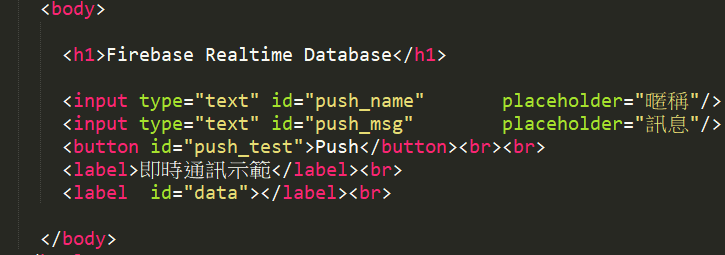 <body>
<h1>Firebase Realtime Database</h1>
<input type="text" id="push_name" placeholder="暱稱"/>
<input type="text" id="push_msg" placeholder="訊息"/>
<button id="push_test">Push</button><br><br>
<label>即時通訊示範</label><br>
<label  id="data"></label><br>
</body>